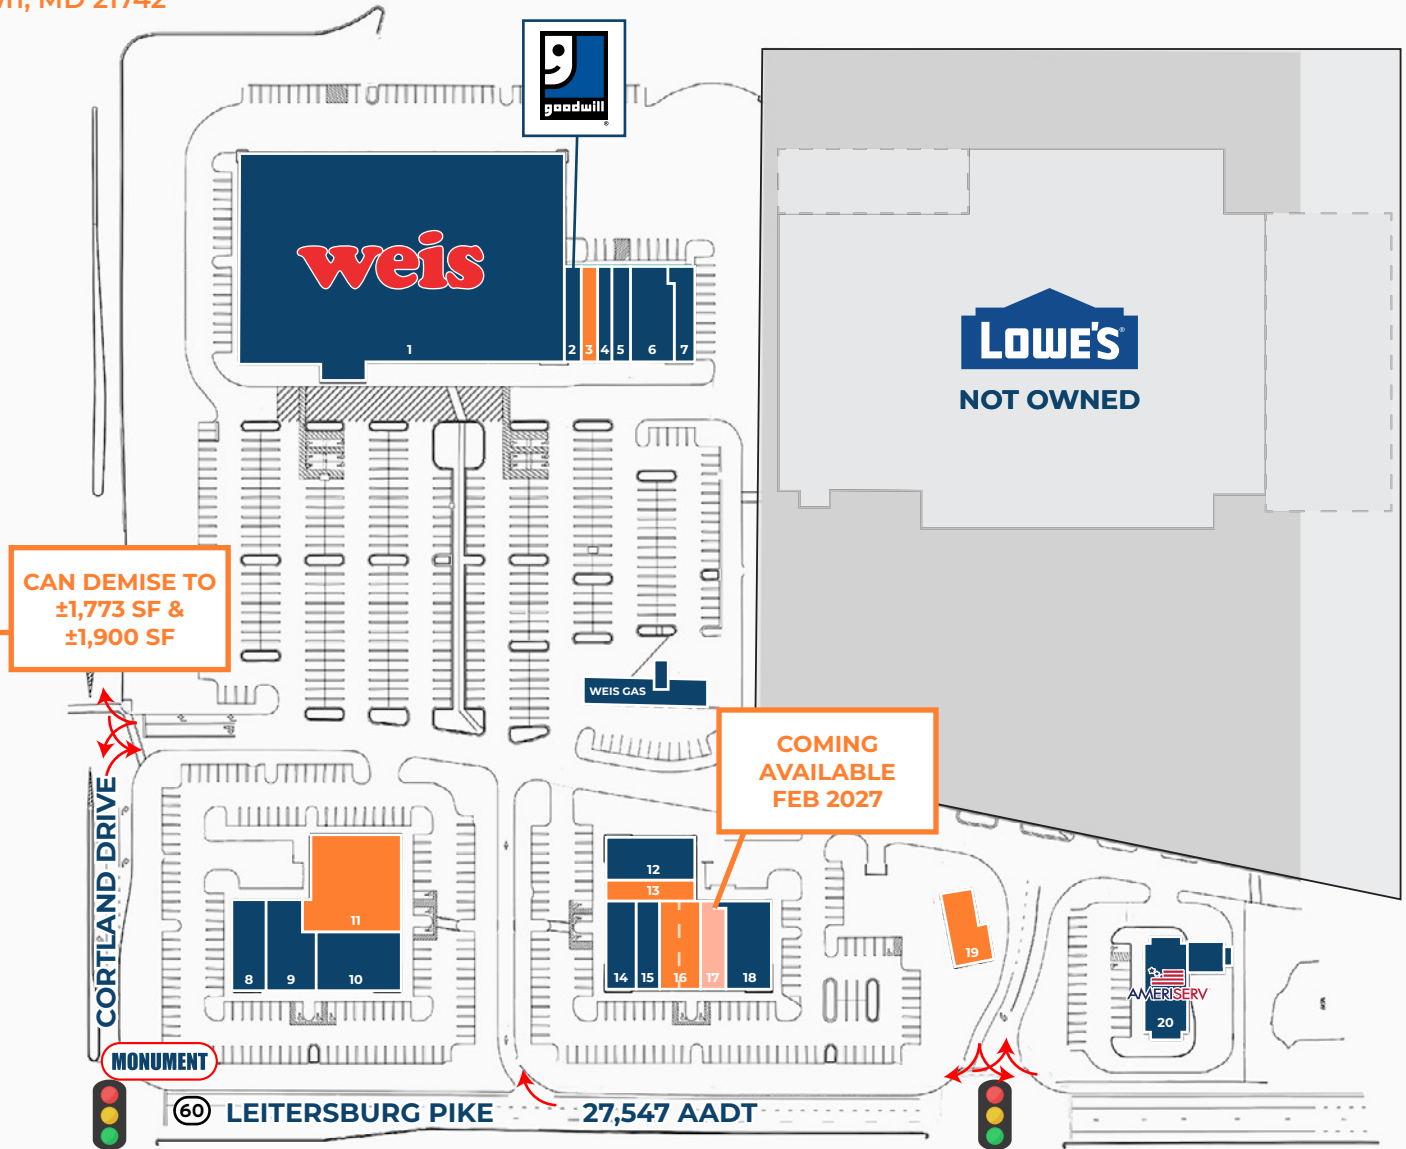 MD 21742
goodwill
weis
1
2
3
4
5
6
7
LOWE'S
NOT OWNED
CAN DEMISE TO
±1,773 SF &
±1,900 SF
WEIS GAS
COMING
AVAILABLE
FEB 2027
CORTLAND DRIVE
8
9
10
11
12
13
14
15
16
17
18
19
AMERISERV
20
MONUMENT
60 LEITERSBURG PIKE
27,547 AADT